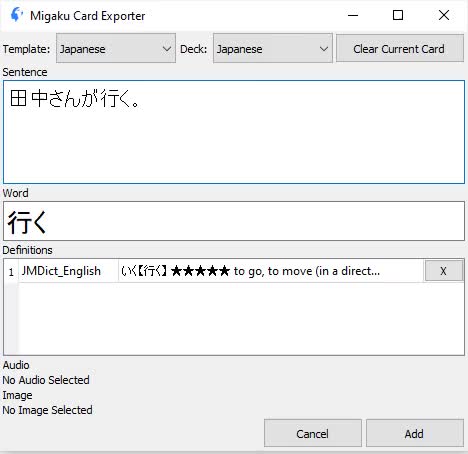 Migaku Card Exporter
Template: Japanese Deck: Japanese Clear Current Card
Sentence
田中さんが行く。
Word
行く
Definitions
1 JMDict_English いく【行く】 ★★★★★ to go, to move (in a direct... X
Audio
No Audio Selected
Image
No Image Selected
Cancel Add